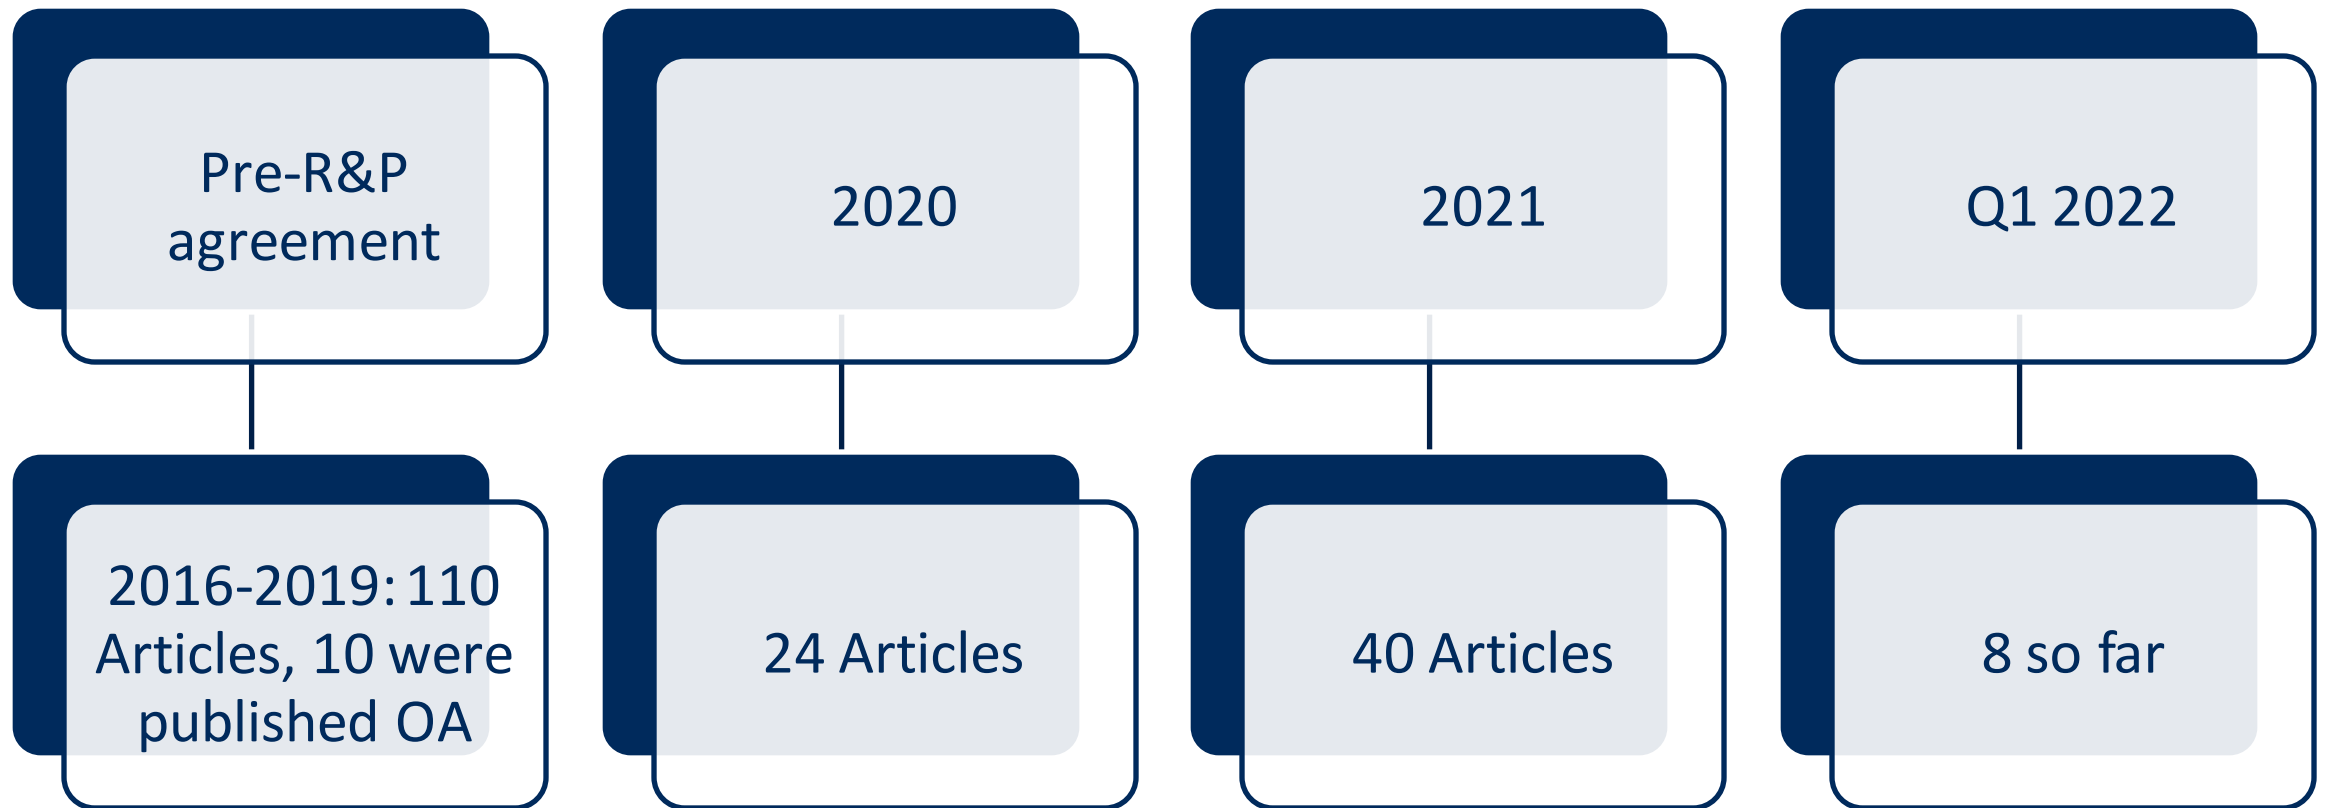 Pre-R&P
agreement
2020
2021
Q1 2022
2016-2019: 110
Articles, 10 were
published OA
24 Articles
40 Articles
8 so far